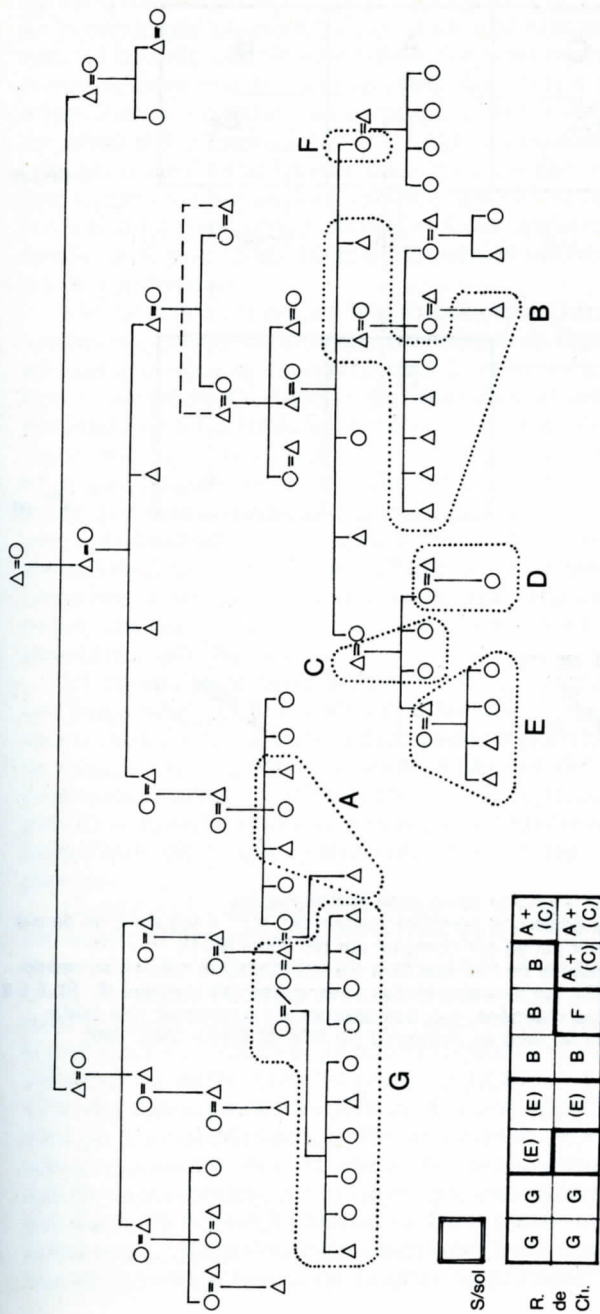 F
C
A
G
E
D
B
S/sol
R. de Ch.
G G (E) (E) B B B A + (C)
G G (E) B F A + (C) A + (C)